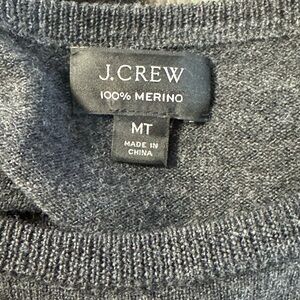 J.CREW
100% MERINO
MT
MADE IN
CHINA